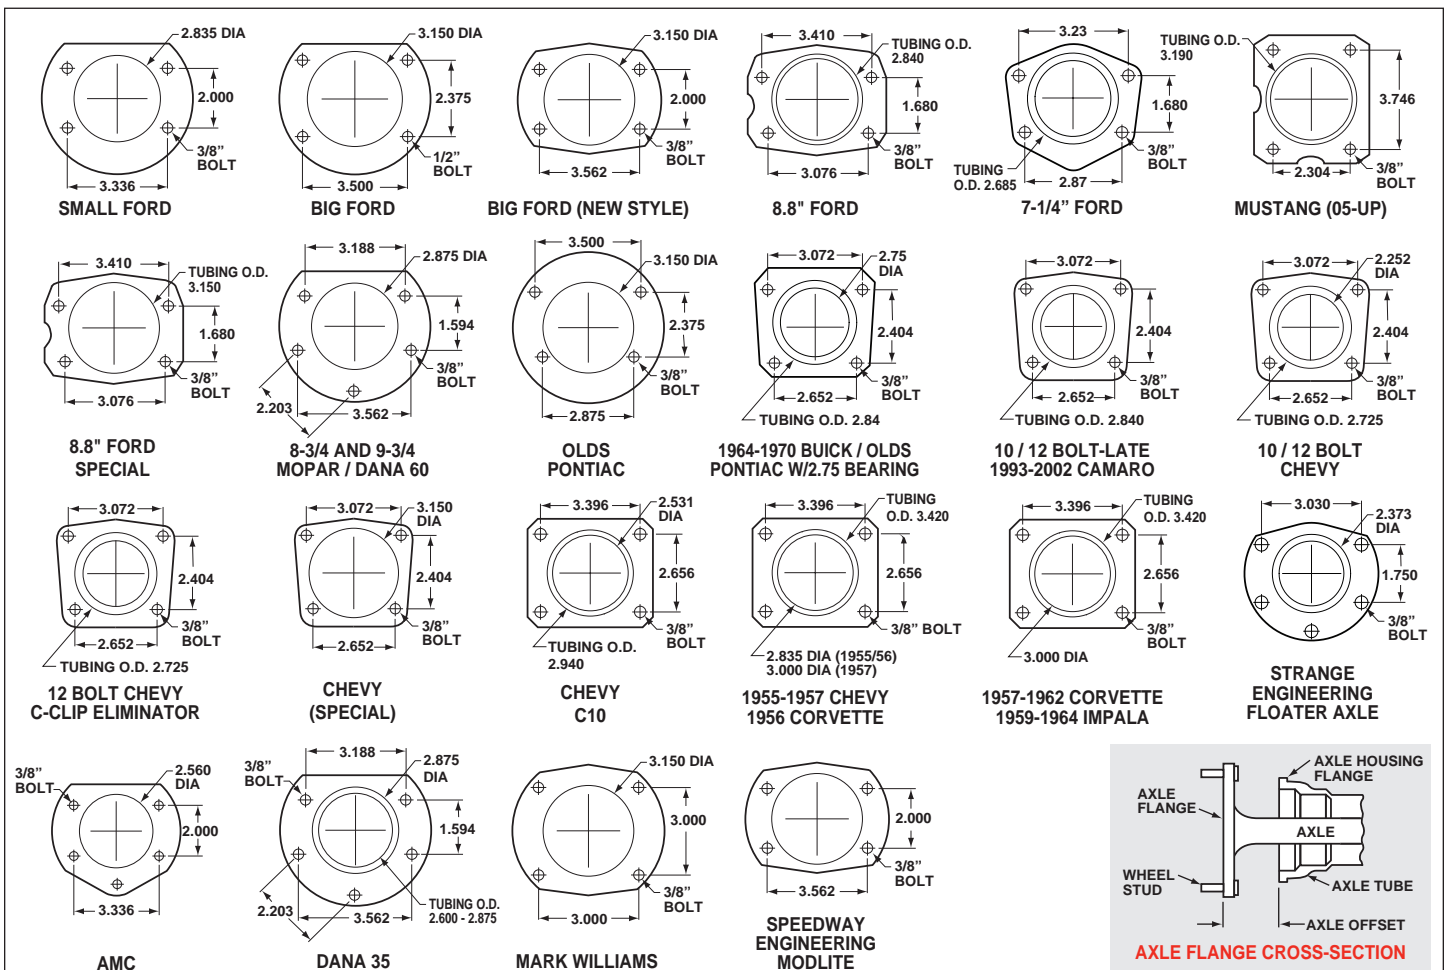 2.835 DIA
2.000
3/8”
BOLT
3.336
SMALL FORD
3.150 DIA
2.375
1/2”
BOLT
3.500
BIG FORD
3.150 DIA
2.000
3/8”
BOLT
3.562
BIG FORD (NEW STYLE)
3.410
TUBING O.D.
2.840
1.680
3/8”
BOLT
3.076
8.8" FORD
3.23
1.680
3/8”
BOLT
TUBING
O.D. 2.685
2.87
7-1/4” FORD
TUBING O.D.
3.190
3.746
3/8”
BOLT
2.304
MUSTANG (05-UP)
3.410
TUBING O.D.
3.150
1.680
3/8”
BOLT
3.076
8.8" FORD
SPECIAL
3.188
2.875 DIA
1.594
3/8”
BOLT
2.203
3.562
8-3/4 AND 9-3/4
MOPAR / DANA 60
3.500
3.150 DIA
2.375
3/8”
BOLT
2.875
OLDS
PONTIAC
3.072
2.75
DIA
2.404
3/8”
BOLT
2.652
TUBING O.D. 2.84
1964-1970 BUICK / OLDS
PONTIAC W/2.75 BEARING
3.072
2.404
3/8”
BOLT
2.652
TUBING O.D. 2.840
10 / 12 BOLT-LATE
1993-2002 CAMARO
3.072
2.252
DIA
2.404
3/8”
BOLT
2.652
TUBING O.D. 2.725
10 / 12 BOLT
CHEVY
3.072
2.404
3/8”
BOLT
2.652
TUBING O.D. 2.725
12 BOLT CHEVY
C-CLIP ELIMINATOR
3.072
3.150
DIA
2.404
3/8”
BOLT
2.652
CHEVY
(SPECIAL)
3.396
2.531
DIA
2.656
3/8”
BOLT
TUBING O.D.
2.940
CHEVY
C10
3.396
TUBING
O.D. 3.420
2.656
3/8” BOLT
2.835 DIA (1955/56)
3.000 DIA (1957)
1955-1957 CHEVY
1956 CORVETTE
3.396
TUBING
O.D. 3.420
2.656
3/8”
BOLT
3.000 DIA
1957-1962 CORVETTE
1959-1964 IMPALA
3.030
2.373
DIA
1.750
3/8”
BOLT
STRANGE
ENGINEERING
FLOATER AXLE
3/8”
BOLT
2.560
DIA
2.000
3.336
AMC
3/8”
BOLT
3.188
2.875
DIA
1.594
2.203
3.562
TUBING O.D.
2.600 - 2.875
DANA 35
3.150 DIA
3.000
3/8”
BOLT
3.000
MARK WILLIAMS
2.000
3/8”
BOLT
3.562
SPEEDWAY
ENGINEERING
MODLITE
AXLE HOUSING
FLANGE
AXLE
FLANGE
AXLE
WHEEL
STUD
AXLE TUBE
AXLE OFFSET
AXLE FLANGE CROSS-SECTION